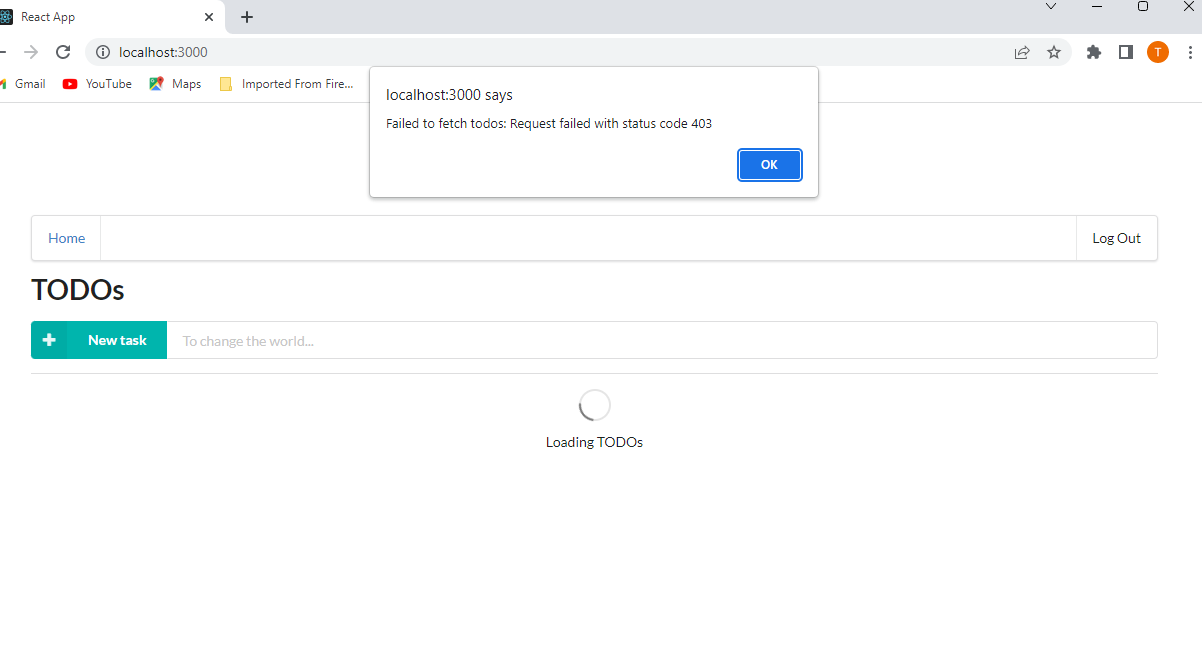 React App
localhost:3000
Gmail YouTube Maps Imported From Fire...
T
localhost:3000 says
Failed to fetch todos: Request failed with status code 403
OK
Home Log Out
TODOs
New task To change the world...
Loading TODOs